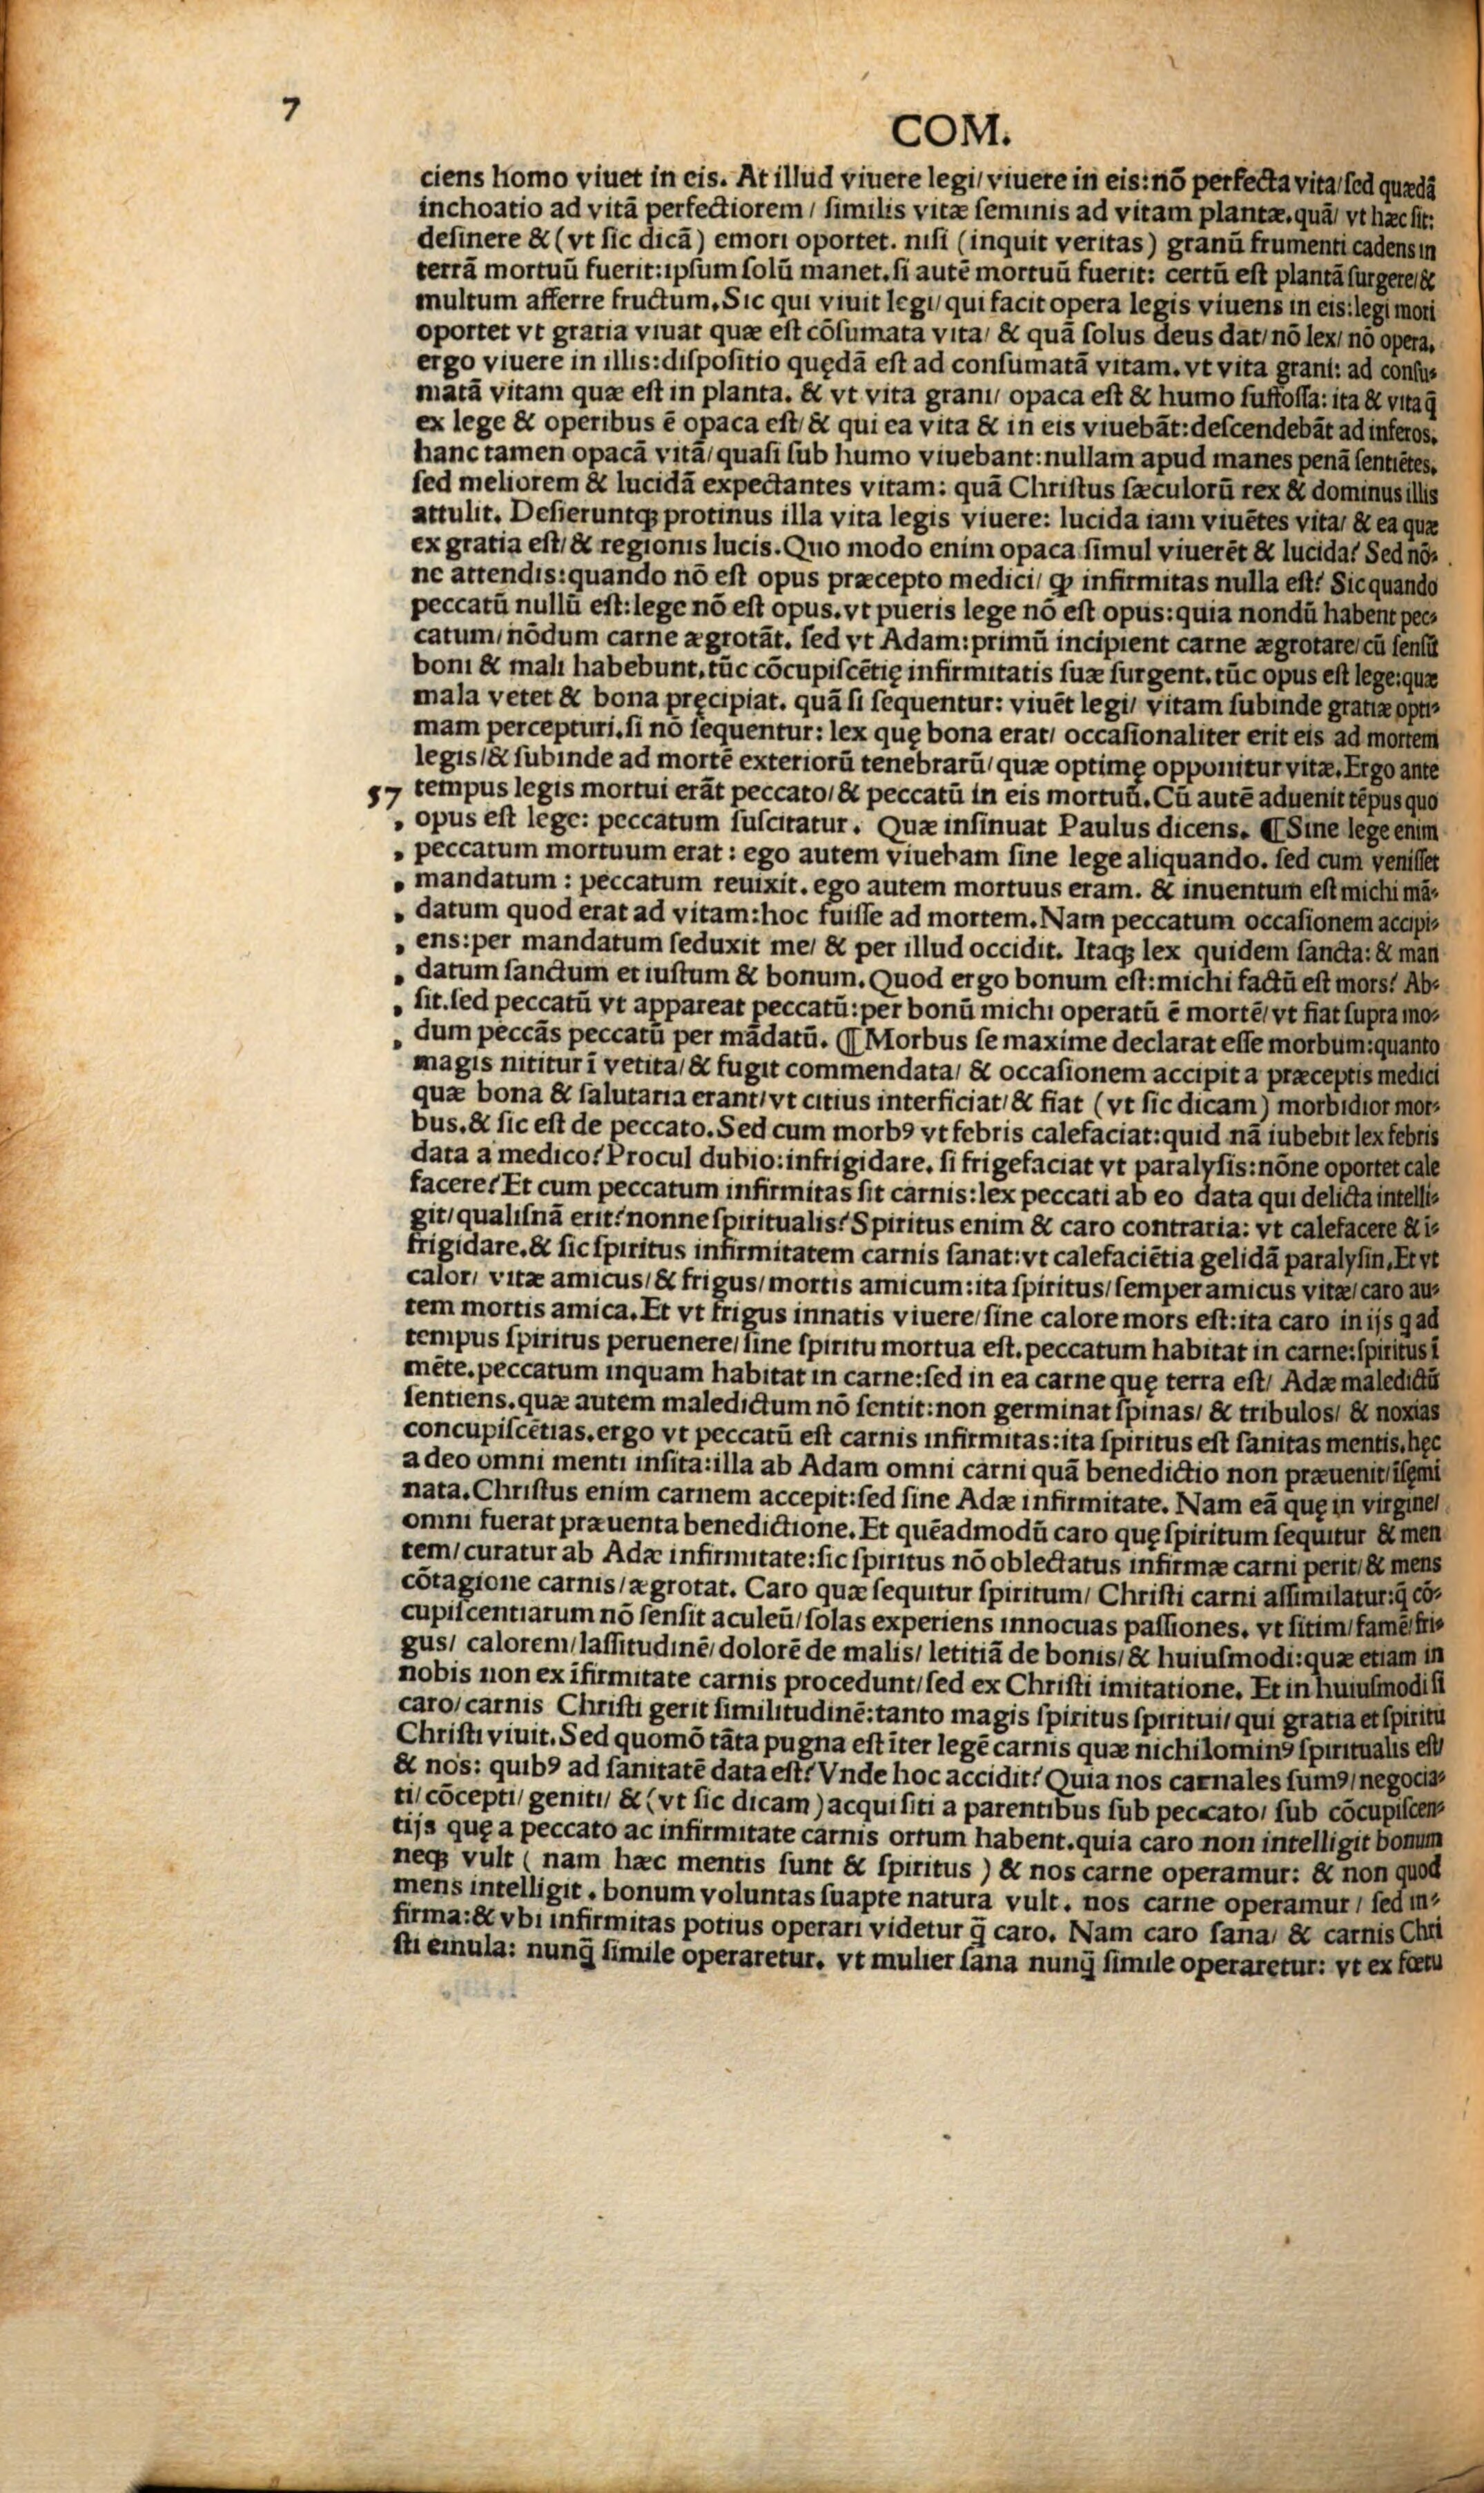 7
COM.
ciens homo viuet in eis. At illud viuere legi/ viuere in eis: nō perfecta vita/ sed quædā
inchoatio ad vitā perfectiorem / similis vitæ seminis ad vitam plantæ. quā/ vt hæc sit:
desinere & (vt sic dicā) emori oportet. nisi (inquit veritas) granū frumenti cadens in
terrā mortuū fuerit: ipsum solū manet. si autē mortuū fuerit: certū est plantā surgere/ &
multum afferre fructum. Sic qui viuit legi/ qui facit opera legis viuens in eis: legi mori
oportet vt gratia viuat quæ est cōsumata vita/ & quā solus deus dat/ nō lex/ nō opera.
ergo viuere in illis: dispositio quędā est ad consumatā vitam. vt vita grani: ad consu-
matā vitam quæ est in planta. & vt vita grani/ opaca est & humo suffossa: ita & vita q̄
ex lege & operibus ē opaca est/ & qui ea vita & in eis viuebāt: descendebāt ad inferos.
hanc tamen opacā vitā/ quasi sub humo viuebant: nullam apud manes penā sentiētes.
sed meliorem & lucidā expectantes vitam: quā Christus sæculorū rex & dominus illis
attulit. Desieruntq; protinus illa vita legis viuere: lucida iam viuētes vita/ & ea quæ
ex gratia est/ & regionis lucis. Quo modo enim opaca simul viuerēt & lucida? Sed nō-
ne attendis: quando nō est opus præcepto medici/ ꝙ infirmitas nulla est? Sic quando
peccatū nullū est: lege nō est opus. vt pueris lege nō est opus: quia nondū habent pec-
catum/ nōdum carne ægrotāt. sed vt Adam: primū incipient carne ægrotare/ cū sensū
boni & mali habebunt. tūc cōcupiscētię infirmitatis suæ surgent. tūc opus est lege: quæ
mala vetet & bona pręcipiat. quā si sequentur: viuēt legi/ vitam subinde gratiæ opti-
mam percepturi. si nō sequentur: lex quę bona erat/ occasionaliter erit eis ad mortem
legis/ & subinde ad mortē exteriorū tenebrarū/ quæ optimę opponitur vitæ. Ergo ante
57 tempus legis mortui erāt peccato/ & peccatū in eis mortuū. Cū autē aduenit tēpus quo
, opus est lege: peccatum suscitatur. Quæ insinuat Paulus dicens. ¶ Sine lege enim
, peccatum mortuum erat: ego autem viuebam sine lege aliquando. sed cum venisset
, mandatum: peccatum reuixit. ego autem mortuus eram. & inuentum est michi mā-
, datum quod erat ad vitam: hoc fuisse ad mortem. Nam peccatum occasionem accipi-
, ens: per mandatum seduxit me/ & per illud occidit. Itaq; lex quidem sancta: & man
, datum sanctum et iustum & bonum. Quod ergo bonum est: michi factū est mors? Ab-
, sit. sed peccatū vt appareat peccatū: per bonū michi operatū ē mortē/ vt fiat supra mo-
, dum peccās peccatū per mādatū. ¶ Morbus se maxime declarat esse morbum: quanto
magis nititur ī vetita/ & fugit commendata/ & occasionem accipit a præceptis medici
quæ bona & salutaria erant/ vt citius interficiat/ & fiat (vt sic dicam) morbidior mor-
bus. & sic est de peccato. Sed cum morbꝰ vt febris calefaciat: quid nā iubebit lex febris
data a medico? Procul dubio: infrigidare. si frigefaciat vt paralysis: nōne oportet cale
facere? Et cum peccatum infirmitas sit carnis: lex peccati ab eo data qui delicta intelli-
git/ qualisnā erit? nonne spiritualis? Spiritus enim & caro contraria: vt calefacere & ī-
frigidare. & sic spiritus infirmitatem carnis sanat: vt calefaciētia gelidā paralysin. Et vt
calor/ vitæ amicus/ & frigus/ mortis amicum: ita spiritus/ semper amicus vitæ/ caro au-
tem mortis amica. Et vt frigus innatis viuere/ sine calore mors est: ita caro in ijs q ad
tempus spiritus peruenere/ sine spiritu mortua est. peccatum habitat in carne: spiritus ī
mēte. peccatum inquam habitat in carne: sed in ea carne quę terra est/ Adæ maledictū
sentiens. quæ autem maledictum nō sentit: non germinat spinas/ & tribulos/ & noxias
concupiscētias. ergo vt peccatū est carnis infirmitas: ita spiritus est sanitas mentis. hęc
a deo omni menti insita: illa ab Adam omni carni quā benedictio non præuenit/ īsęmi
nata. Christus enim carnem accepit: sed sine Adæ infirmitate. Nam eā quę in virgine/
omni fuerat præuenta benedictione. Et quēadmodū caro quę spiritum sequitur & men
tem/ curatur ab Adæ infirmitate: sic spiritus nō oblectatus infirmæ carni perit/ & mens
cōtagione carnis/ ægrotat. Caro quæ sequitur spiritum/ Christi carni assimilatur: q̄ cō-
cupiscentiarum nō sensit aculeū/ solas experiens innocuas passiones. vt sitim/ famē/ fri-
gus/ calorem/ lassitudinē/ dolorē de malis/ letitiā de bonis/ & huiusmodi: quæ etiam in
nobis non ex īfirmitate carnis procedunt/ sed ex Christi imitatione. Et in huiusmodi si
caro/ carnis Christi gerit similitudinē: tanto magis spiritus spiritui/ qui gratia et spiritu
Christi viuit. Sed quomō tāta pugna est īter legē carnis quæ nichilominꝰ spiritualis est/
& nos: quibꝰ ad sanitatē data est? Vnde hoc accidit? Quia nos carnales sumꝰ/ negocia-
ti/ cōcepti/ geniti/ & (vt sic dicam) acquisiti a parentibus sub peccato/ sub cōcupiscen-
tijs quę a peccato ac infirmitate carnis ortum habent. quia caro non intelligit bonum
neq; vult ( nam hæc mentis sunt & spiritus ) & nos carne operamur: & non quod
mens intelligit. bonum voluntas suapte natura vult. nos carne operamur / sed in-
firma: & vbi infirmitas potius operari videtur q̄ caro. Nam caro sana/ & carnis Chri
sti emula: nunq̄ simile operaretur. vt mulier sana nunq̄ simile operaretur: vt ex fœtu